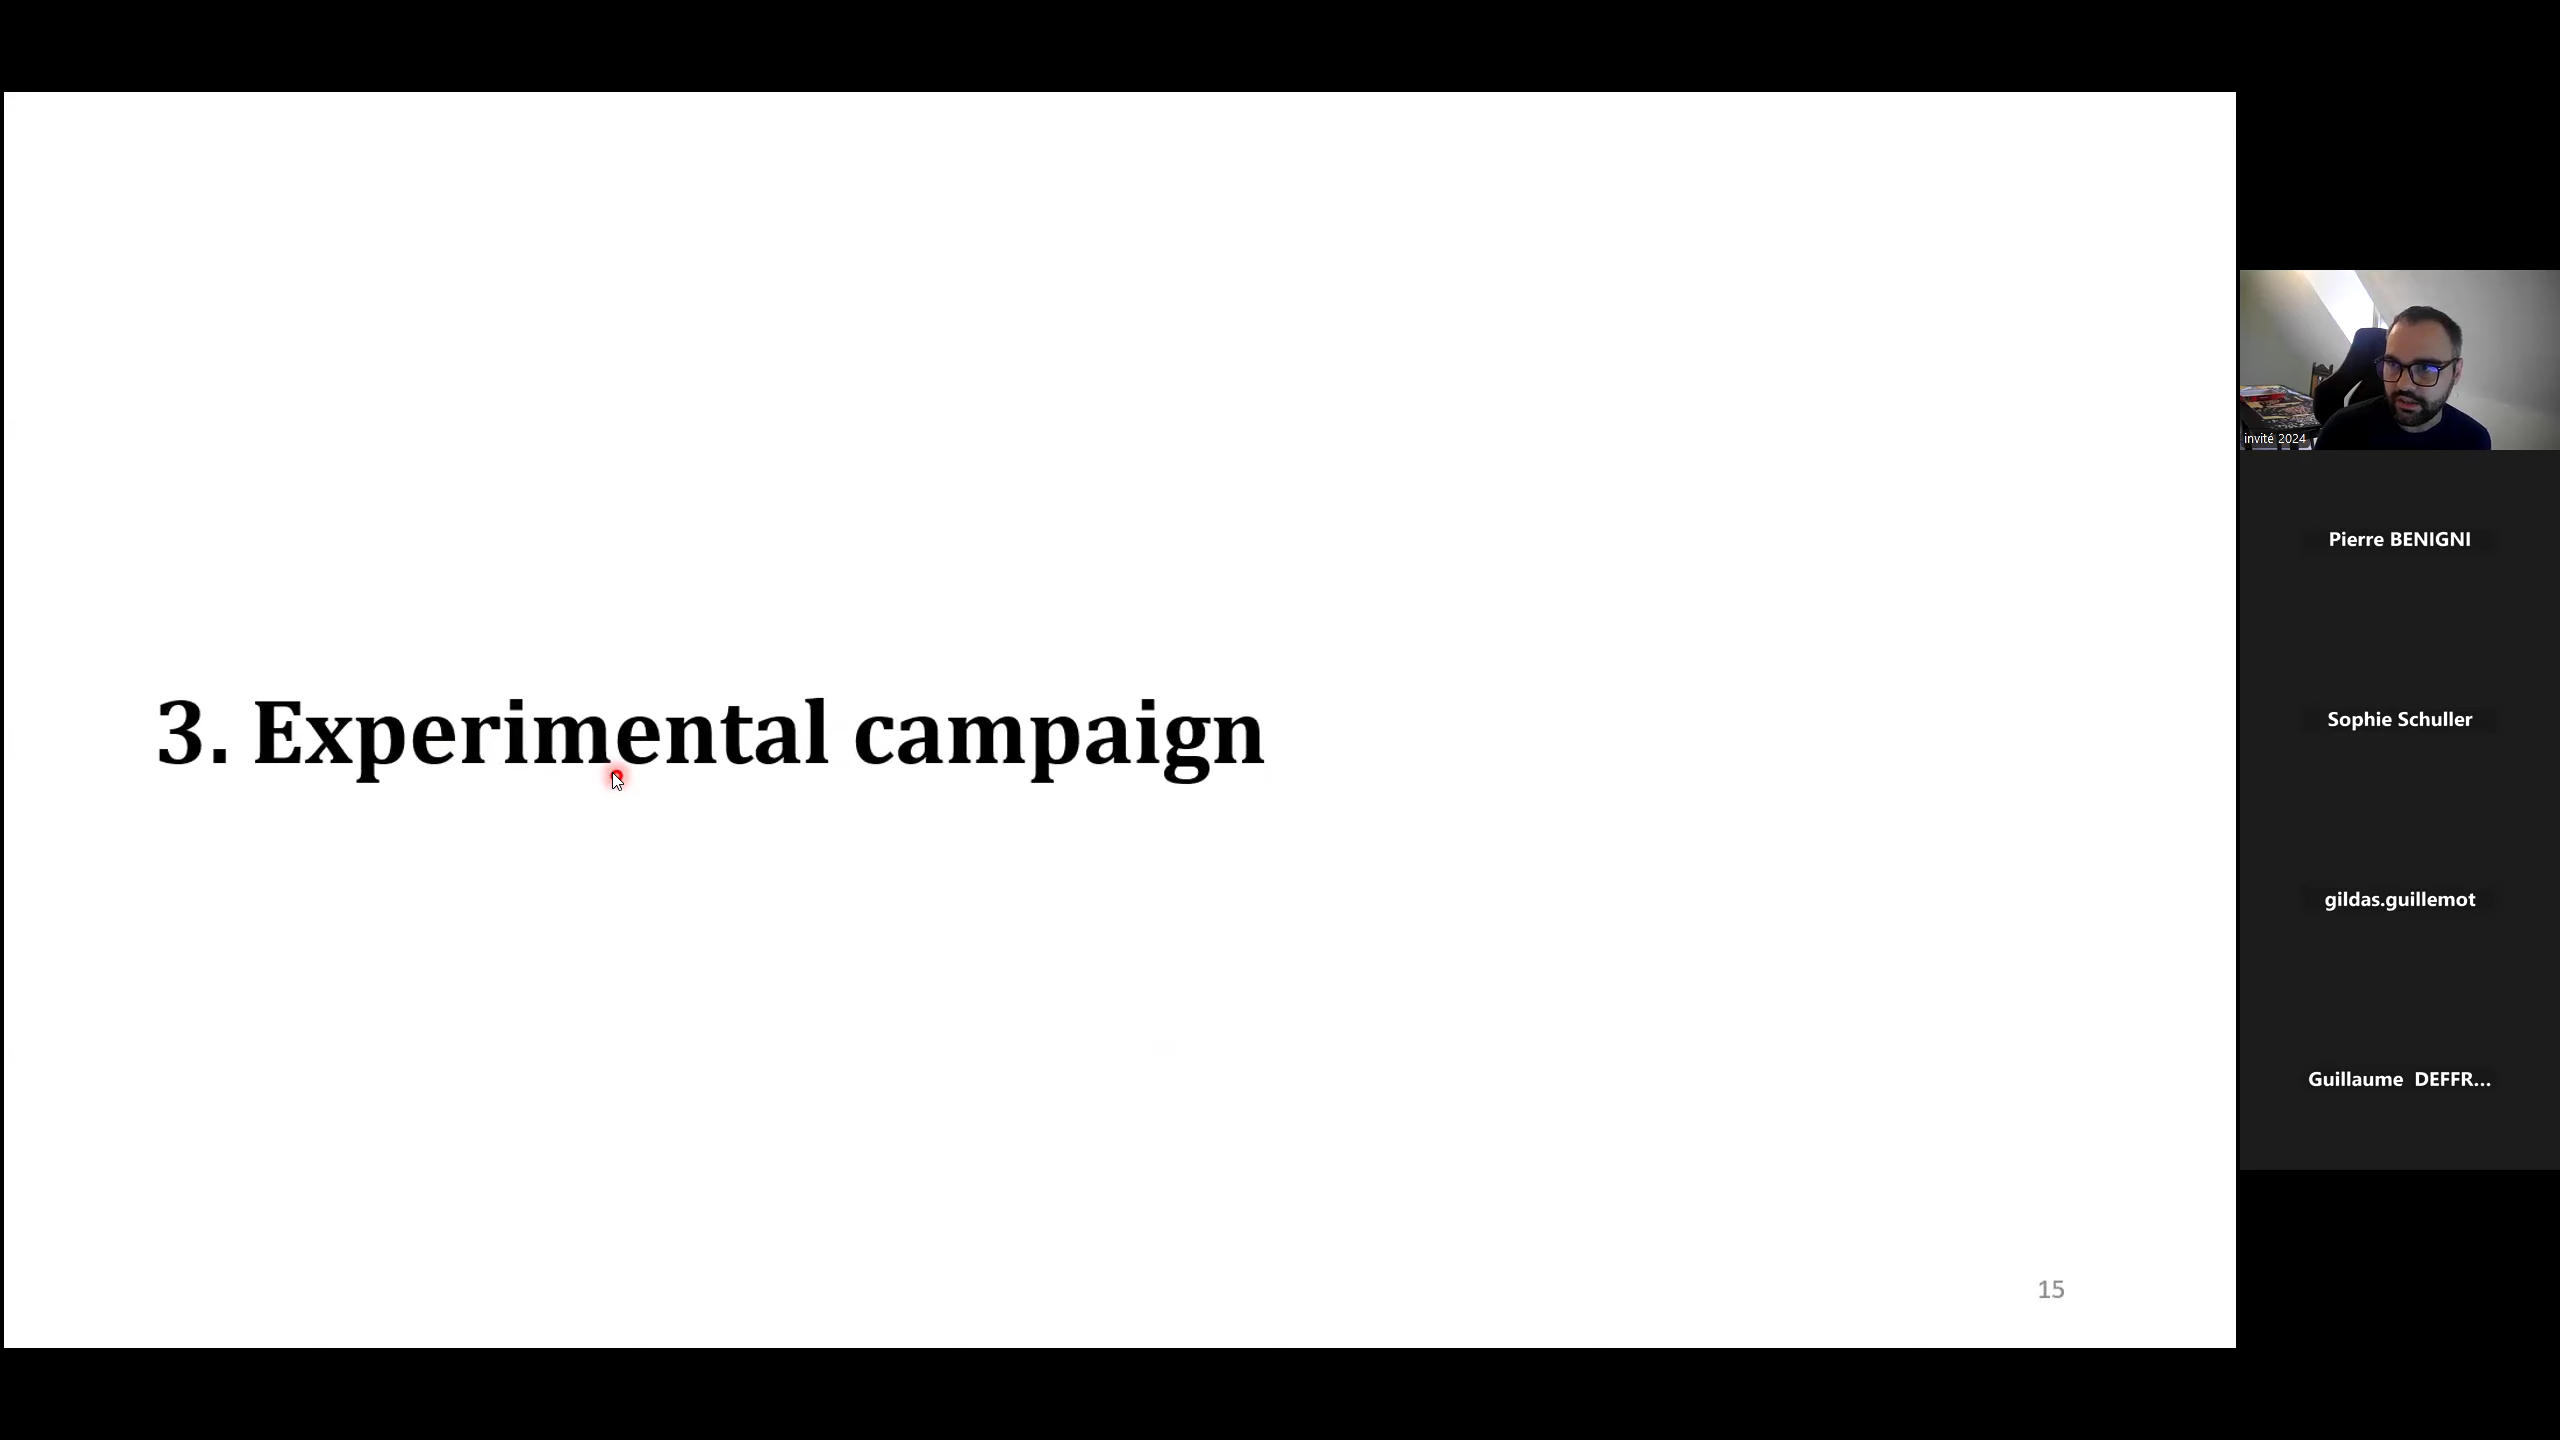 3. Experimental campaign
15
invité 2024
Pierre BENIGNI
Sophie Schuller
gildas.guillemot
Guillaume DEFFR...